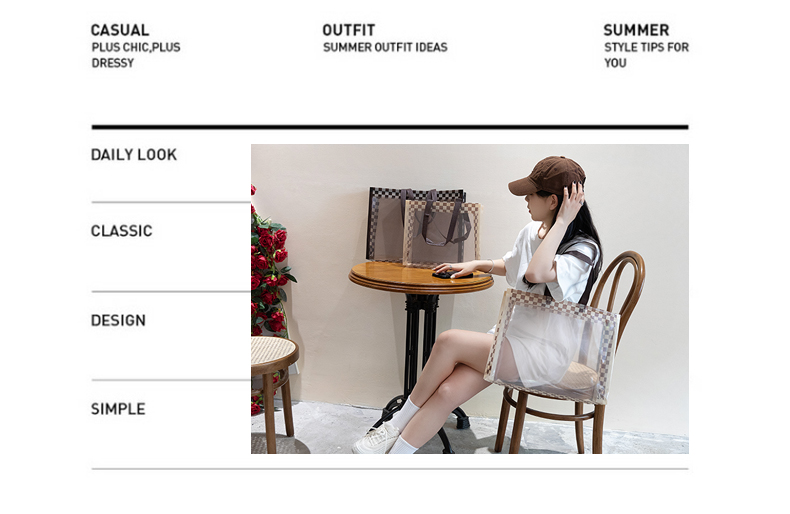 CASUAL
PLUS CHIC,PLUS
DRESSY
OUTFIT
SUMMER OUTFIT IDEAS
SUMMER
STYLE TIPS FOR
YOU
DAILY LOOK
CLASSIC
DESIGN
SIMPLE